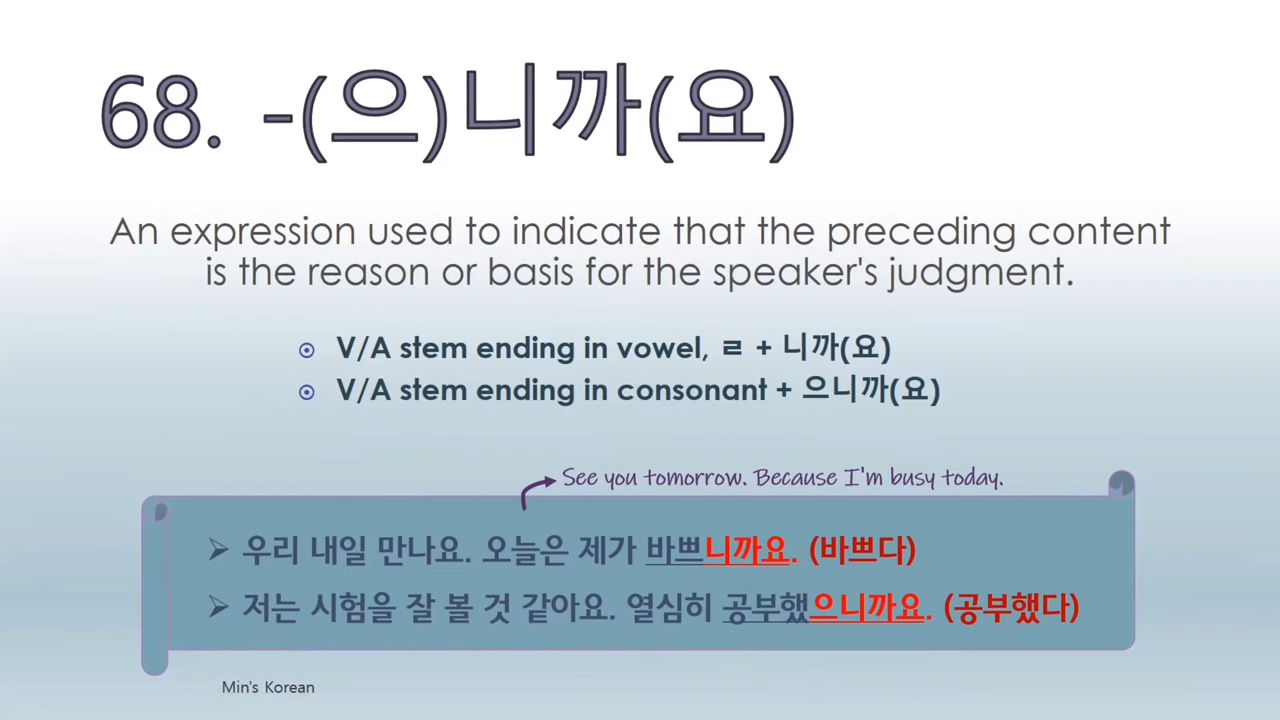 68. -(으)니까(요)
An expression used to indicate that the preceding content
is the reason or basis for the speaker's judgment.
V/A stem ending in vowel, ㄹ + 니까(요)
V/A stem ending in consonant + 으니까(요)
See you tomorrow. Because I'm busy today.
우리 내일 만나요. 오늘은 제가 바쁘니까요. (바쁘다)
저는 시험을 잘 볼 것 같아요. 열심히 공부했으니까요. (공부했다)
Min's Korean